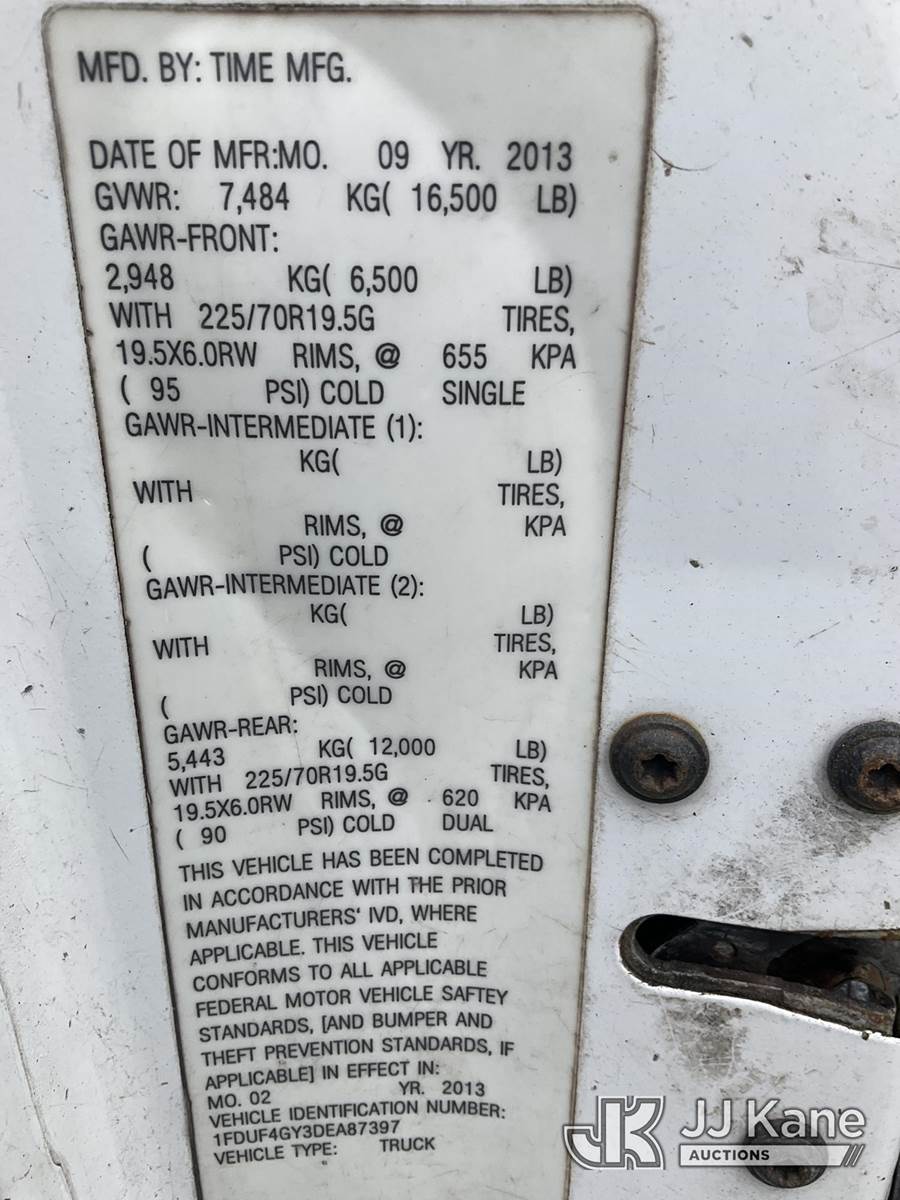 MFD. BY: TIME MFG.
DATE OF MFR:MO. 09 YR. 2013
GVWR: 7,484 KG( 16,500 LB)
GAWR-FRONT:
2,948 KG( 6,500 LB)
WITH 225/70R19.5G TIRES,
19.5X6.0RW RIMS, @ 655 KPA
( 95 PSI) COLD SINGLE
GAWR-INTERMEDIATE (1):
KG( LB)
WITH TIRES,
RIMS, @ KPA
( PSI) COLD
GAWR-INTERMEDIATE (2):
KG( LB)
WITH TIRES,
RIMS, @ KPA
( PSI) COLD
GAWR-REAR:
5,443 KG( 12,000 LB)
WITH 225/70R19.5G TIRES,
19.5X6.0RW RIMS, @ 620 KPA
( 90 PSI) COLD DUAL
THIS VEHICLE HAS BEEN COMPLETED
IN ACCORDANCE WITH THE PRIOR
MANUFACTURERS' IVD, WHERE
APPLICABLE. THIS VEHICLE
CONFORMS TO ALL APPLICABLE
FEDERAL MOTOR VEHICLE SAFTEY
STANDARDS, [AND BUMPER AND
THEFT PREVENTION STANDARDS, IF
APPLICABLE] IN EFFECT IN:
MO. 02 YR. 2013
VEHICLE IDENTIFICATION NUMBER:
1FDUF4GY3DEA87397
VEHICLE TYPE: TRUCK
JK JJ Kane
AUCTIONS